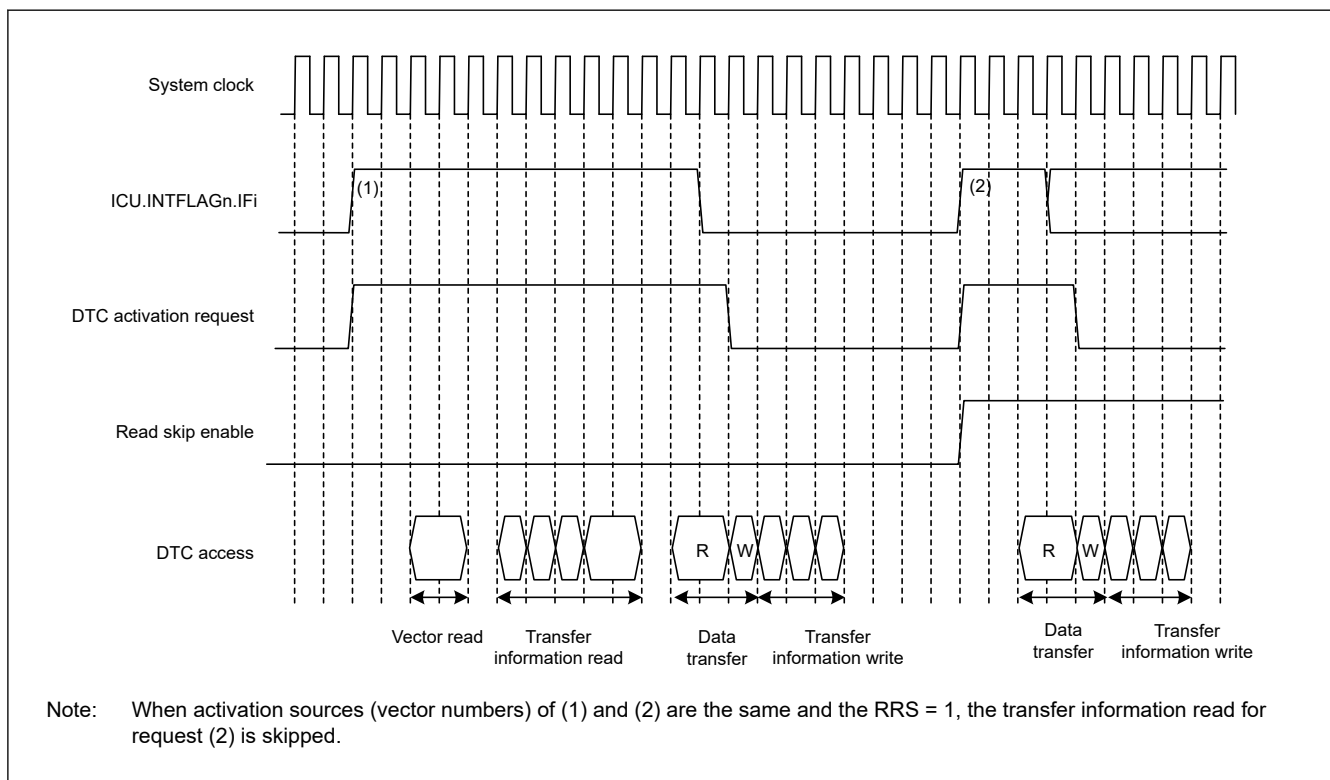 System clock
(1)
(2)
ICU.INTFLAGn.IFi
DTC activation request
Read skip enable
DTC access
R
W
R
W
Vector read
Transfer
information read
Data
transfer
Transfer
information write
Data
transfer
Transfer
information write
Note: When activation sources (vector numbers) of (1) and (2) are the same and the RRS = 1, the transfer information read for
request (2) is skipped.